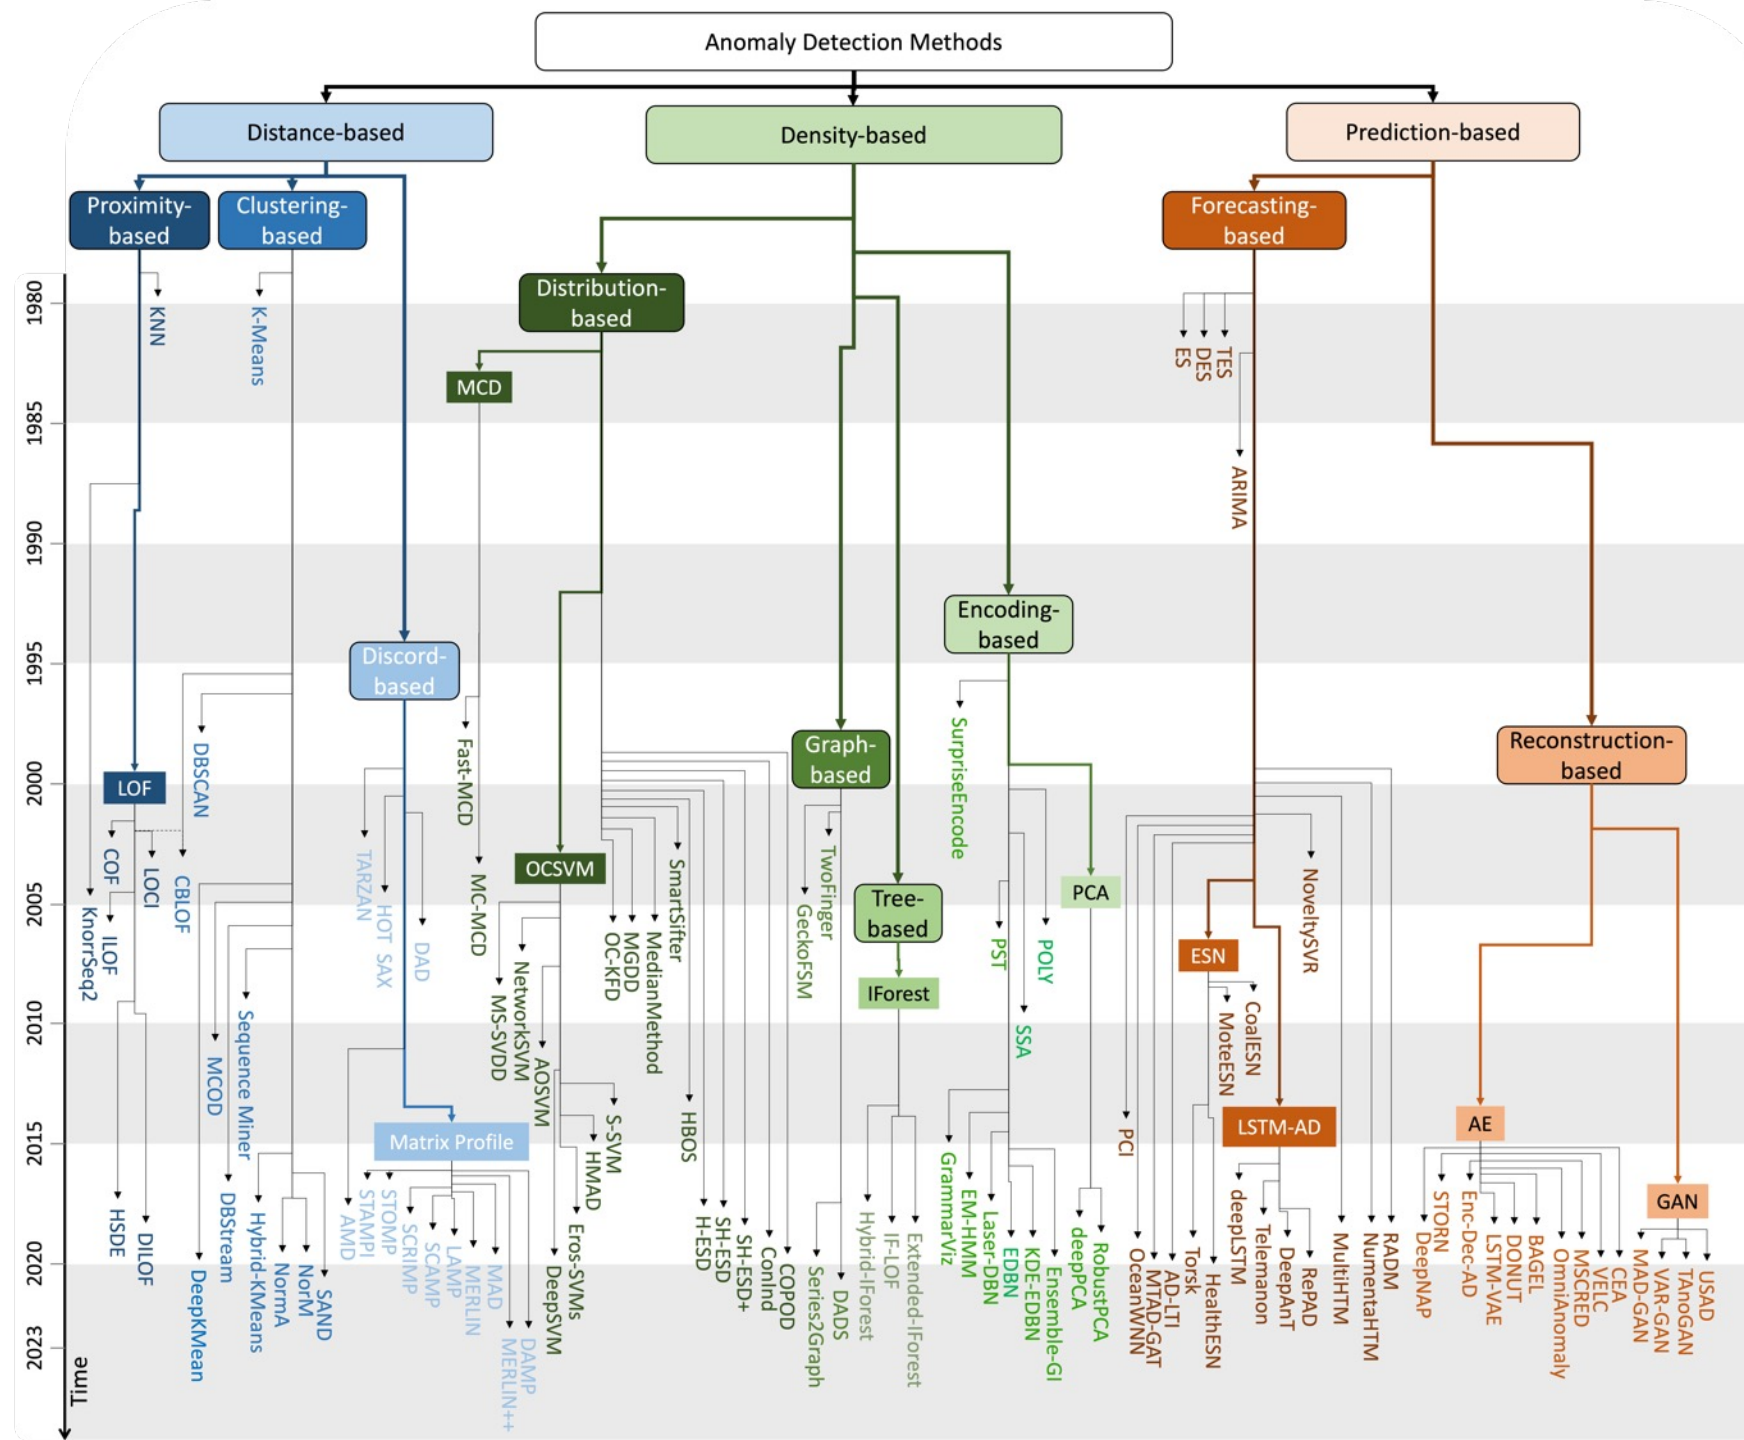 Anomaly Detection Methods
Distance-based
Density-based
Prediction-based
Proximity-
based
Clustering-
based
Forecasting-
based
Distribution-
based
1980
KNN
K-Means
ES
DES
TES
MCD
1985
ARIMA
1990
Encoding-
based
1995
Discord-
based
SurpriseEncode
Graph-
based
Reconstruction-
based
2000
LOF
DBSCAN
Fast-MCD
COF
LOCI
CBLOF
TARZAN
HOT SAX
DAD
MC-MCD
OCSVM
SmartSifter
MedianMethod
MGDD
OC-KFD
TwoFinger
GeckoFSM
Tree-
based
PCA
NoveltySVR
2005
KnorrSeq2
ILOF
PST
POLY
ESN
IForest
MS-SVDD
NetworkSVM
AOSVM
2010
Sequence Miner
MCOD
SSA
MoteESN
CoalESN
Matrix Profile
S-SVM
HMAD
HBOS
PCI
LSTM-AD
AE
2015
GrammarViz
EM-HMM
Laser-DBN
EDBN
KDE-EDBN
Ensemble-GI
deepPCA
RobustPCA
GAN
HSDE
DILOF
DeepKMean
DBStream
Hybrid-KMeans
NormA
NorM
SAND
AMD
STAMPI
STOMP
SCRIMP
SCAMP
LAMP
MERLIN
MAD
MERLIN++
DAMP
DeepSVM
Eros-SVMs
H-ESD
SH-ESD
SH-ESD+
ConInd
COPOD
Series2Graph
DADS
Hybrid-IForest
IF-LOF
Extended-IForest
OceanWNN
MTAD-GAT
AD-LTI
Torsk
HealthESN
deepLSTM
Telemanon
DeepAnT
RePAD
MultiHTM
NumentaHTM
RADM
DeepNAP
STORN
Enc-Dec-AD
LSTM-VAE
DONUT
BAGEL
OmniAnomaly
MSCRED
VELC
CEA
MAD-GAN
VAR-GAN
TAnoGAN
USAD
2020
2023
Time